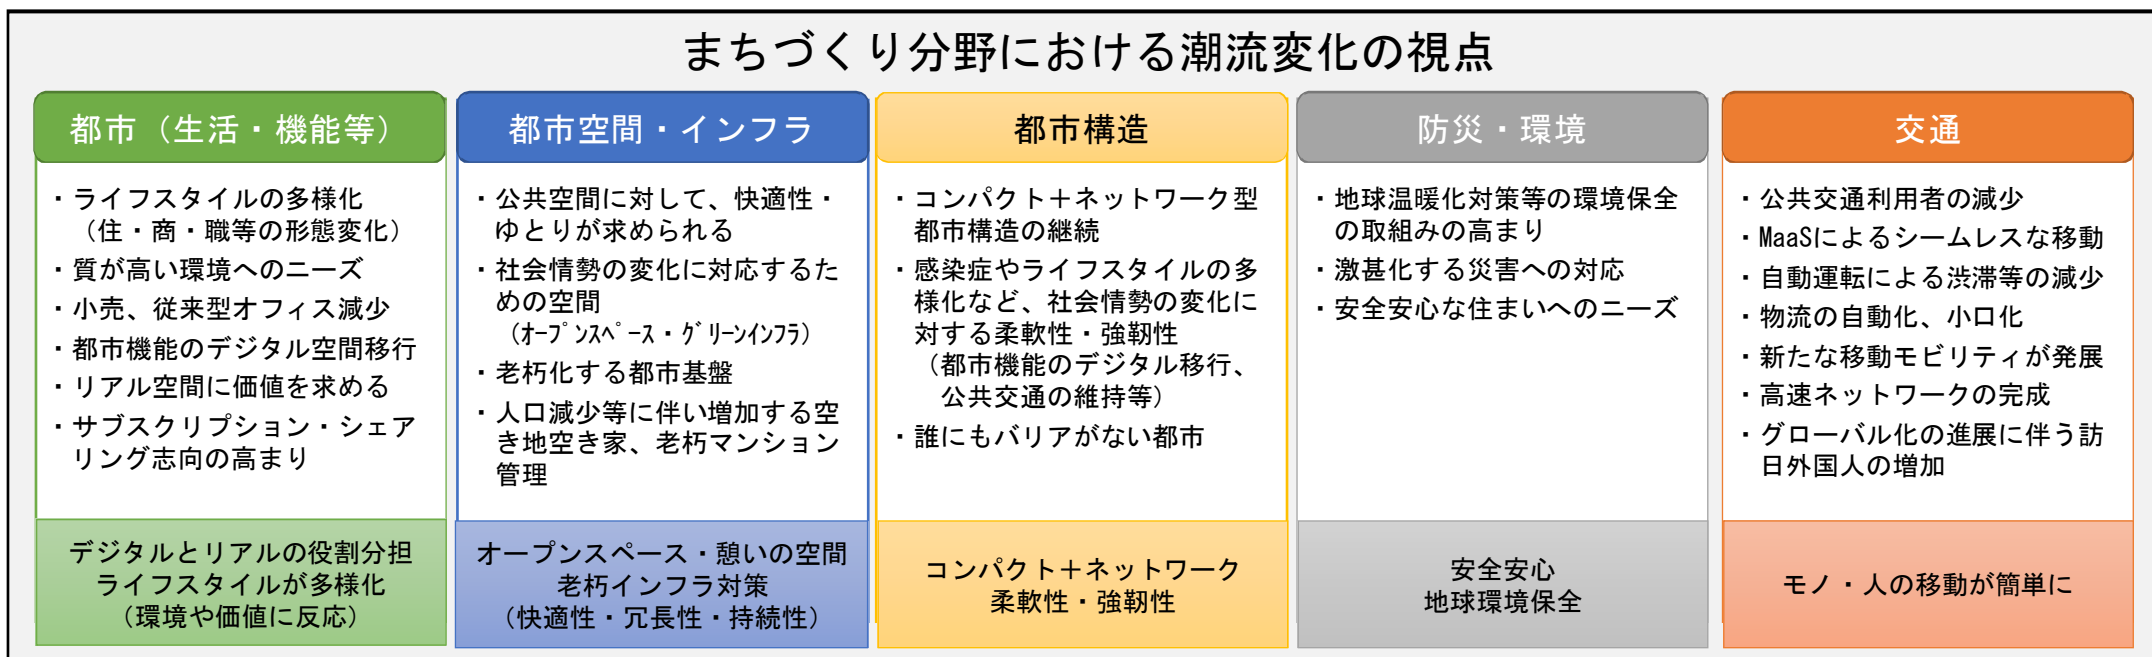 まちづくり分野における潮流変化の視点
都市（生活・機能等）
・ライフスタイルの多様化
（住・商・職等の形態変化）
・質が高い環境へのニーズ
・小売、従来型オフィス減少
・都市機能のデジタル空間移行
・リアル空間に価値を求める
・サブスクリプション・シェア
リング志向の高まり
デジタルとリアルの役割分担
ライフスタイルが多様化
（環境や価値に反応）
都市空間・インフラ
・公共空間に対して、快適性・
ゆとりが求められる
・社会情勢の変化に対応するた
めの空間
（ｵｰﾌﾟﾝｽﾍﾟｰｽ・ｸﾞﾘｰﾝｲﾝﾌﾗ）
・老朽化する都市基盤
・人口減少等に伴い増加する空
き地空き家、老朽マンション
管理
オープンスペース・憩いの空間
老朽インフラ対策
（快適性・冗長性・持続性）
都市構造
・コンパクト＋ネットワーク型
都市構造の継続
・感染症やライフスタイルの多
様化など、社会情勢の変化に
対する柔軟性・強靭性
（都市機能のデジタル移行、
公共交通の維持等）
・誰にもバリアがない都市
コンパクト＋ネットワーク
柔軟性・強靭性
防災・環境
・地球温暖化対策等の環境保全
の取組みの高まり
・激甚化する災害への対応
・安全安心な住まいへのニーズ
安全安心
地球環境保全
交通
・公共交通利用者の減少
・MaaSによるシームレスな移動
・自動運転による渋滞等の減少
・物流の自動化、小口化
・新たな移動モビリティが発展
・高速ネットワークの完成
・グローバル化の進展に伴う訪
日外国人の増加
モノ・人の移動が簡単に